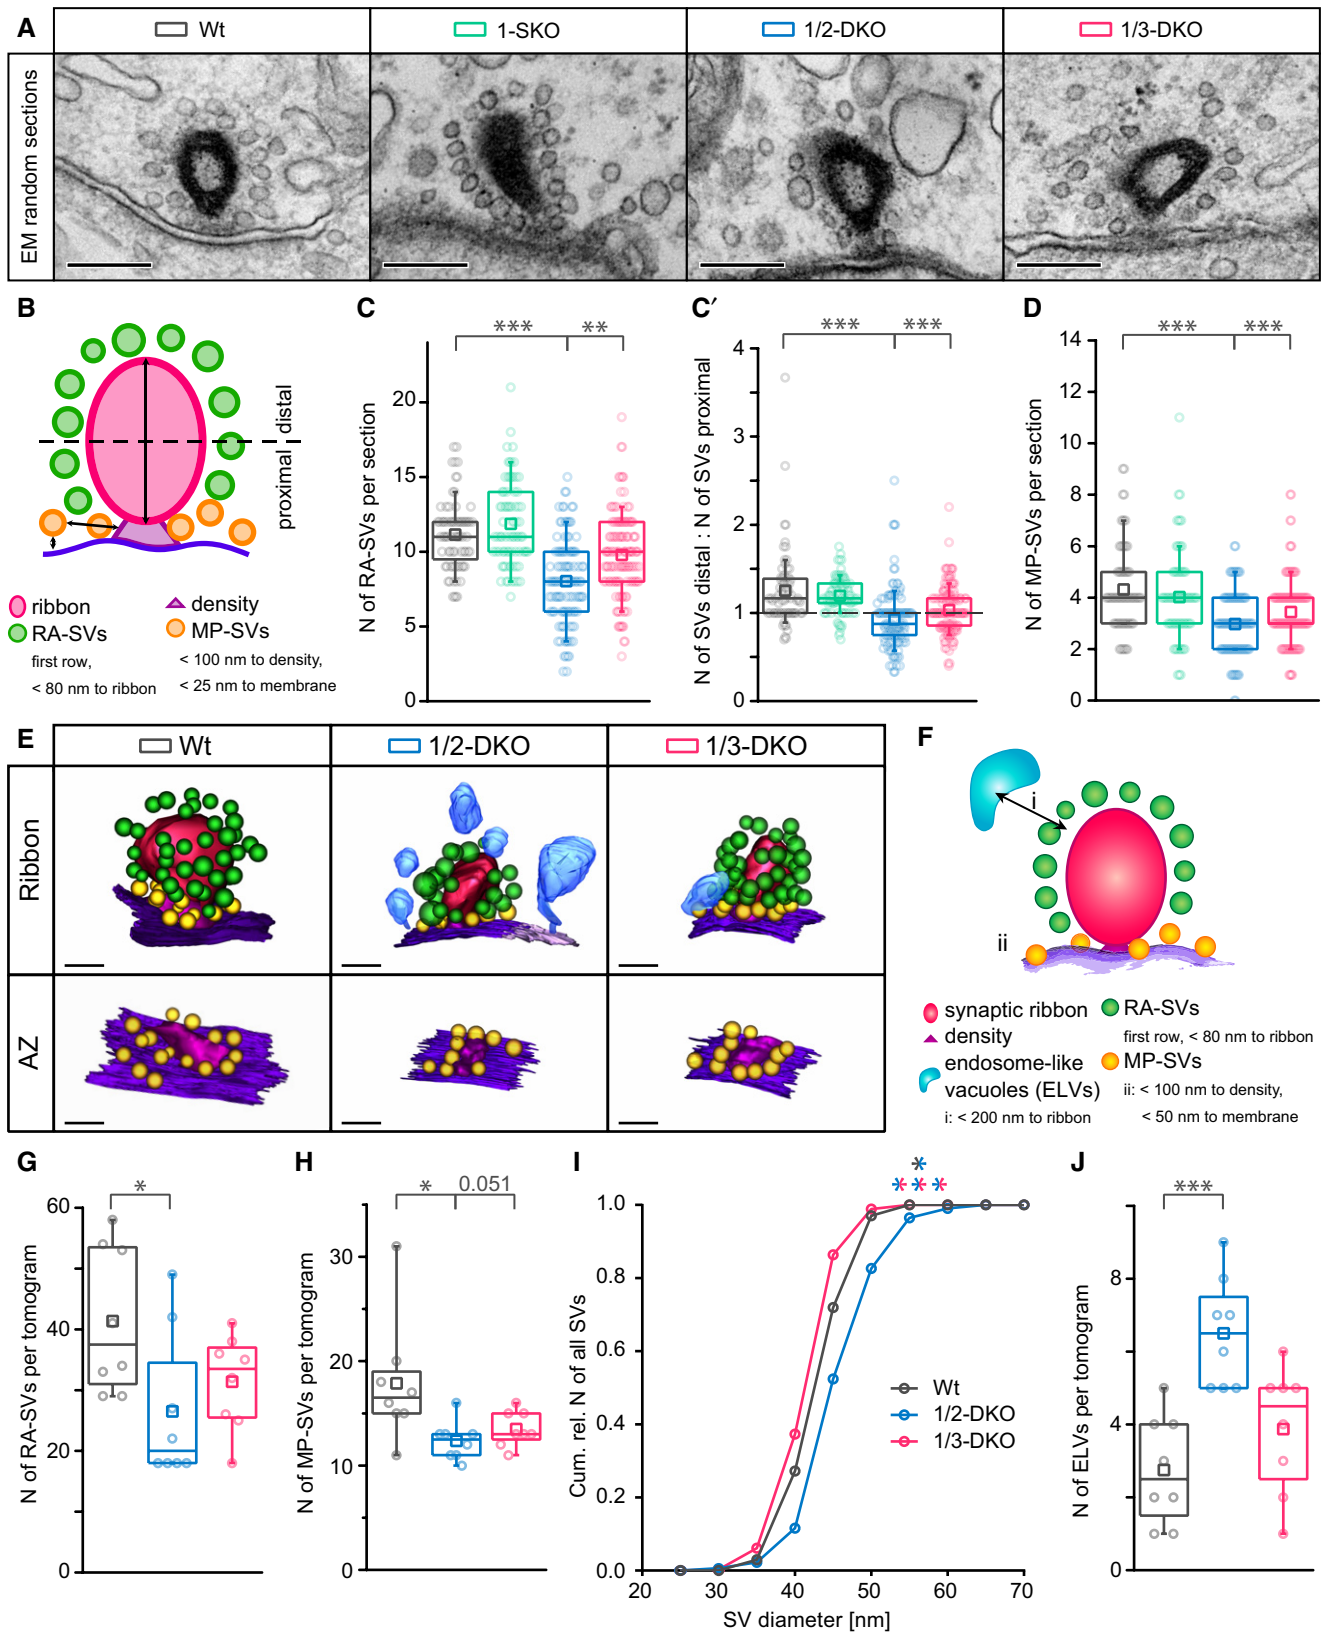 A
Wt
1-SKO
1/2-DKO
1/3-DKO
EM random sections
B
distal
proximal
ribbon
RA-SVs
first row,
< 80 nm to ribbon
density
MP-SVs
< 100 nm to density,
< 25 nm to membrane
C
*** **
N of RA-SVs per section
20
15
10
5
0
C′
*** ***
N of SVs distal : N of SVs proximal
4
3
2
1
0
D
*** ***
N of MP-SVs per section
14
12
10
8
6
4
2
0
E
Wt
1/2-DKO
1/3-DKO
Ribbon
AZ
F
i
ii
synaptic ribbon
density
endosome-like
vacuoles (ELVs)
i: < 200 nm to ribbon
RA-SVs
first row, < 80 nm to ribbon
MP-SVs
ii: < 100 nm to density,
< 50 nm to membrane
G
*
N of RA-SVs per tomogram
60
40
20
0
H
* 0.051
N of MP-SVs per tomogram
30
20
10
0
I
*
* * *
Cum. rel. N of all SVs
1.0
0.8
0.6
0.4
0.2
0.0
20 30 40 50 60 70
SV diameter [nm]
Wt
1/2-DKO
1/3-DKO
J
***
N of ELVs per tomogram
8
4
0